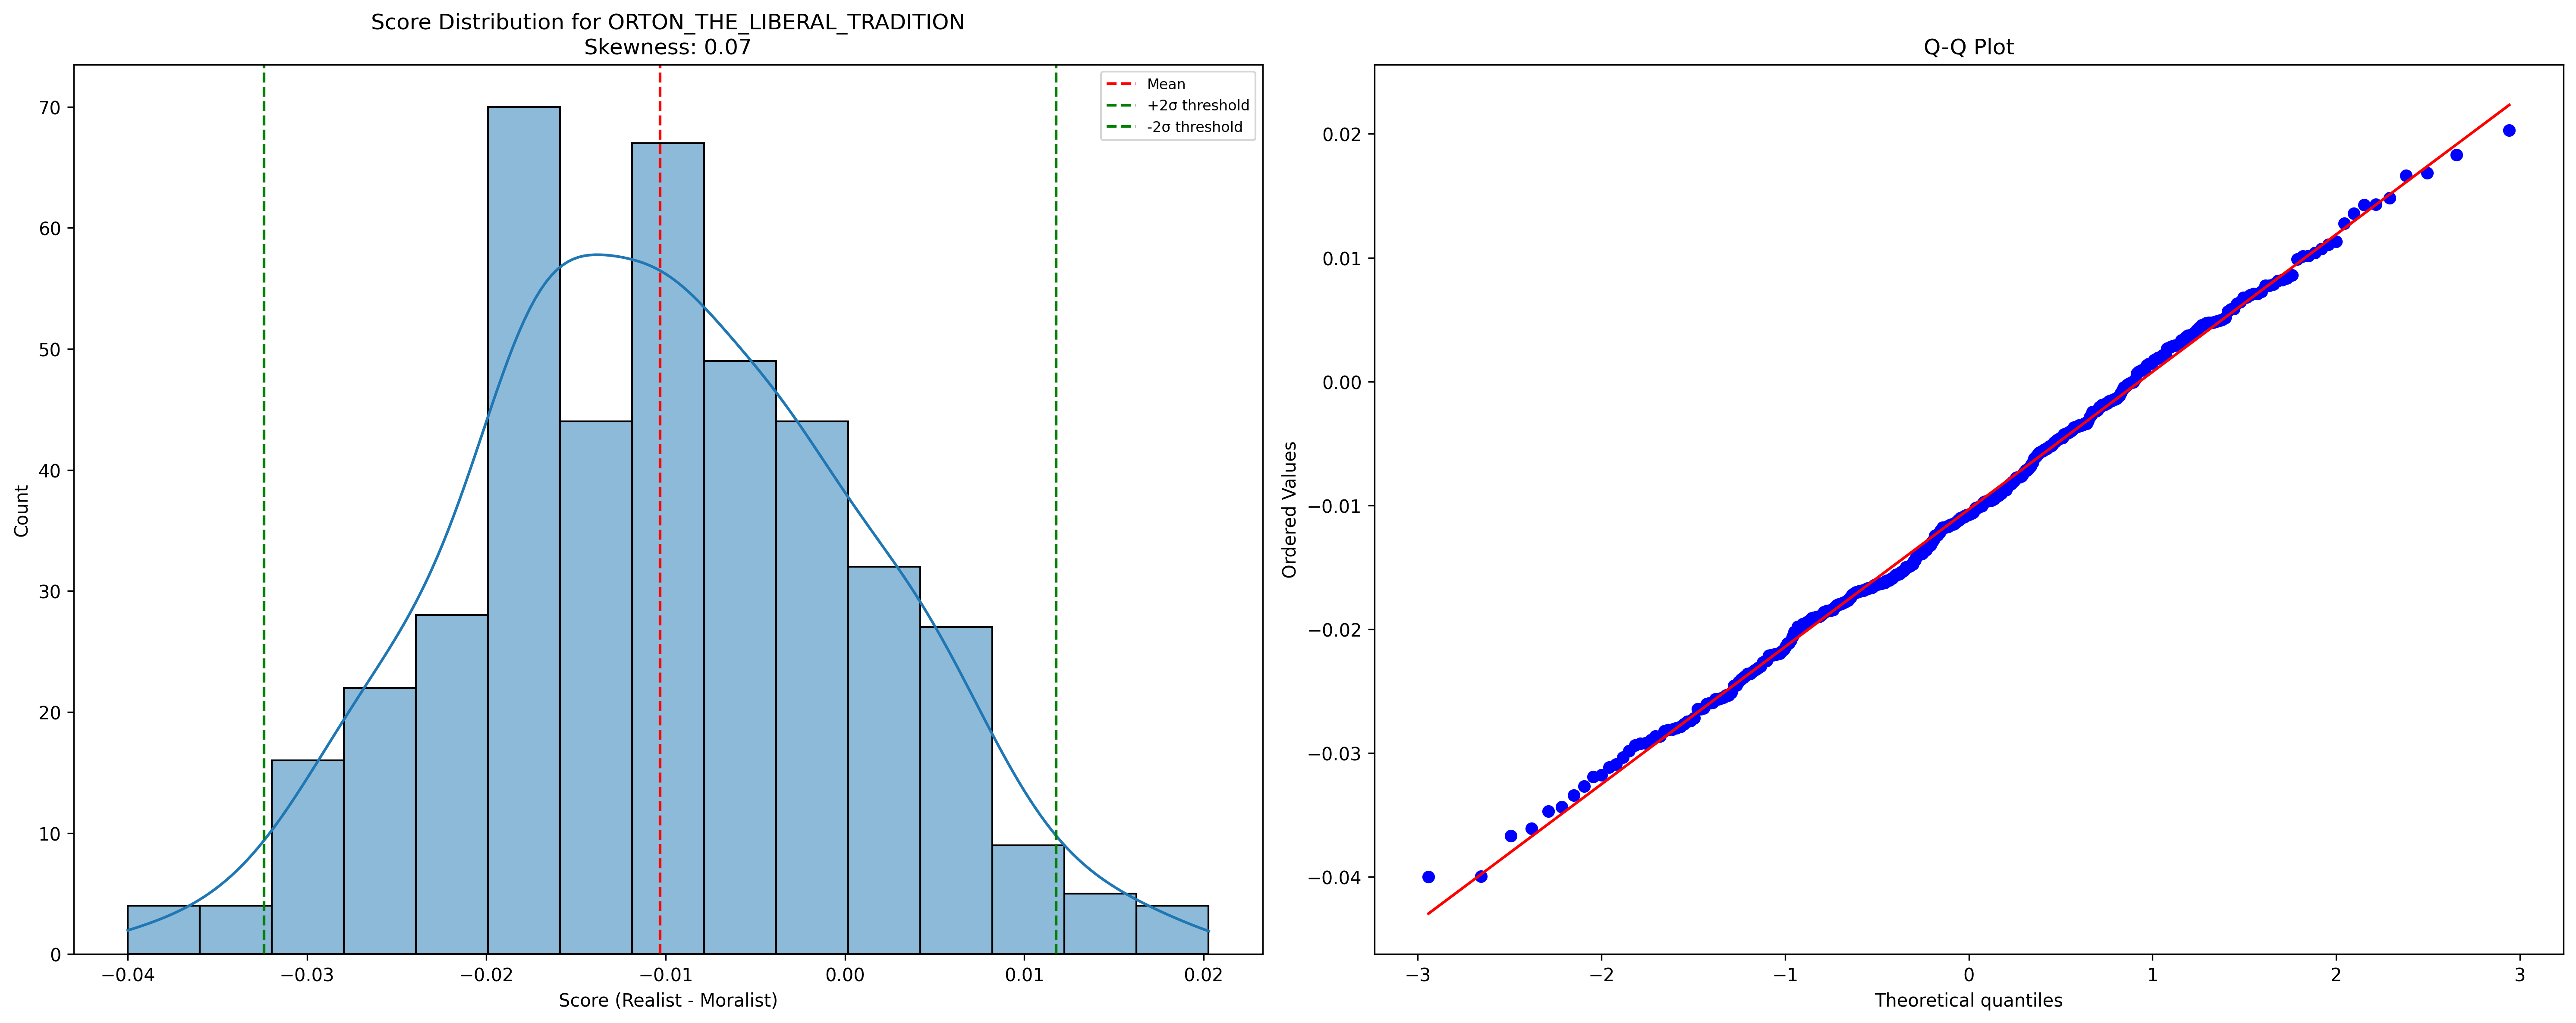 Score Distribution for ORTON_THE_LIBERAL_TRADITION
Skewness: 0.07
Mean
+2σ threshold
-2σ threshold
70
60
50
40
30
20
10
0
Count
−0.04
−0.03
−0.02
−0.01
0.00
0.01
0.02
Score (Realist - Moralist)
Q-Q Plot
0.02
0.01
0.00
−0.01
−0.02
−0.03
−0.04
Ordered Values
−3
−2
−1
0
1
2
3
Theoretical quantiles